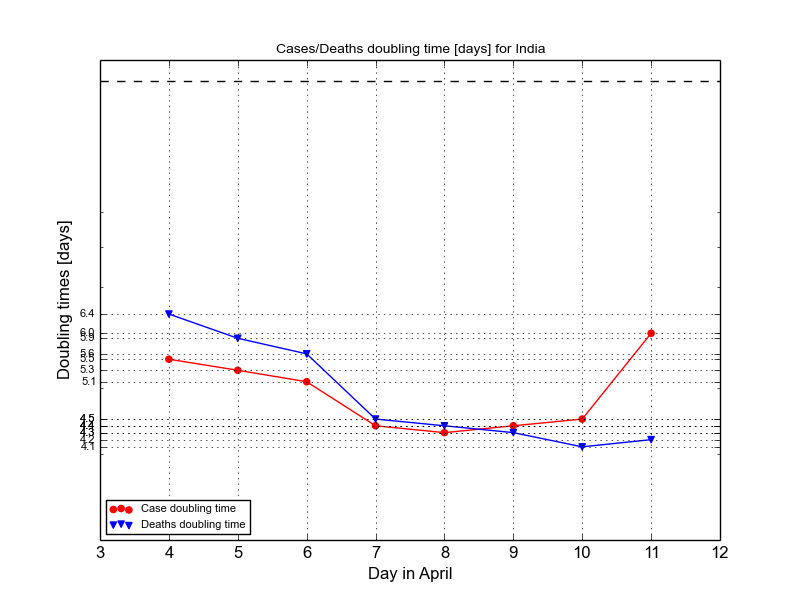 Cases/Deaths doubling time [days] for India
Doubling times [days]
6.4
6.0
5.9
5.6
5.5
5.3
5.1
4.5
4.4
4.3
4.2
4.1
Case doubling time
Deaths doubling time
3 4 5 6 7 8 9 10 11 12
Day in April